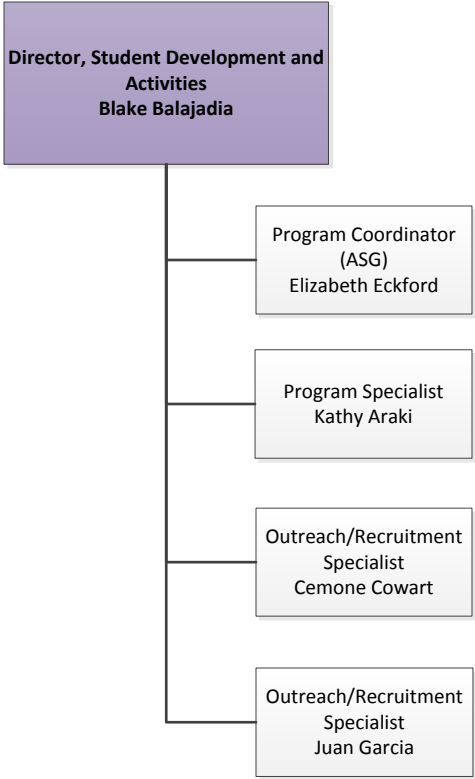 Director, Student Development and
Activities
Blake Balajadia
Program Coordinator
(ASG)
Elizabeth Eckford
Program Specialist
Kathy Araki
Outreach/Recruitment
Specialist
Cemone Cowart
Outreach/Recruitment
Specialist
Juan Garcia